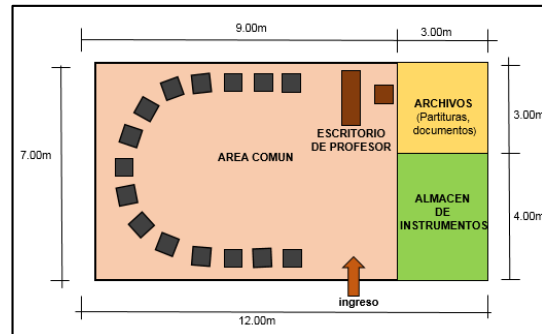 9.00m
3.00m
ARCHIVOS
(Partituras,
documentos)
3.00m
ESCRITORIO
DE PROFESOR
7.00m
AREA COMUN
ALMACEN
DE
INSTRUMENTOS
4.00m
ingreso
12.00m